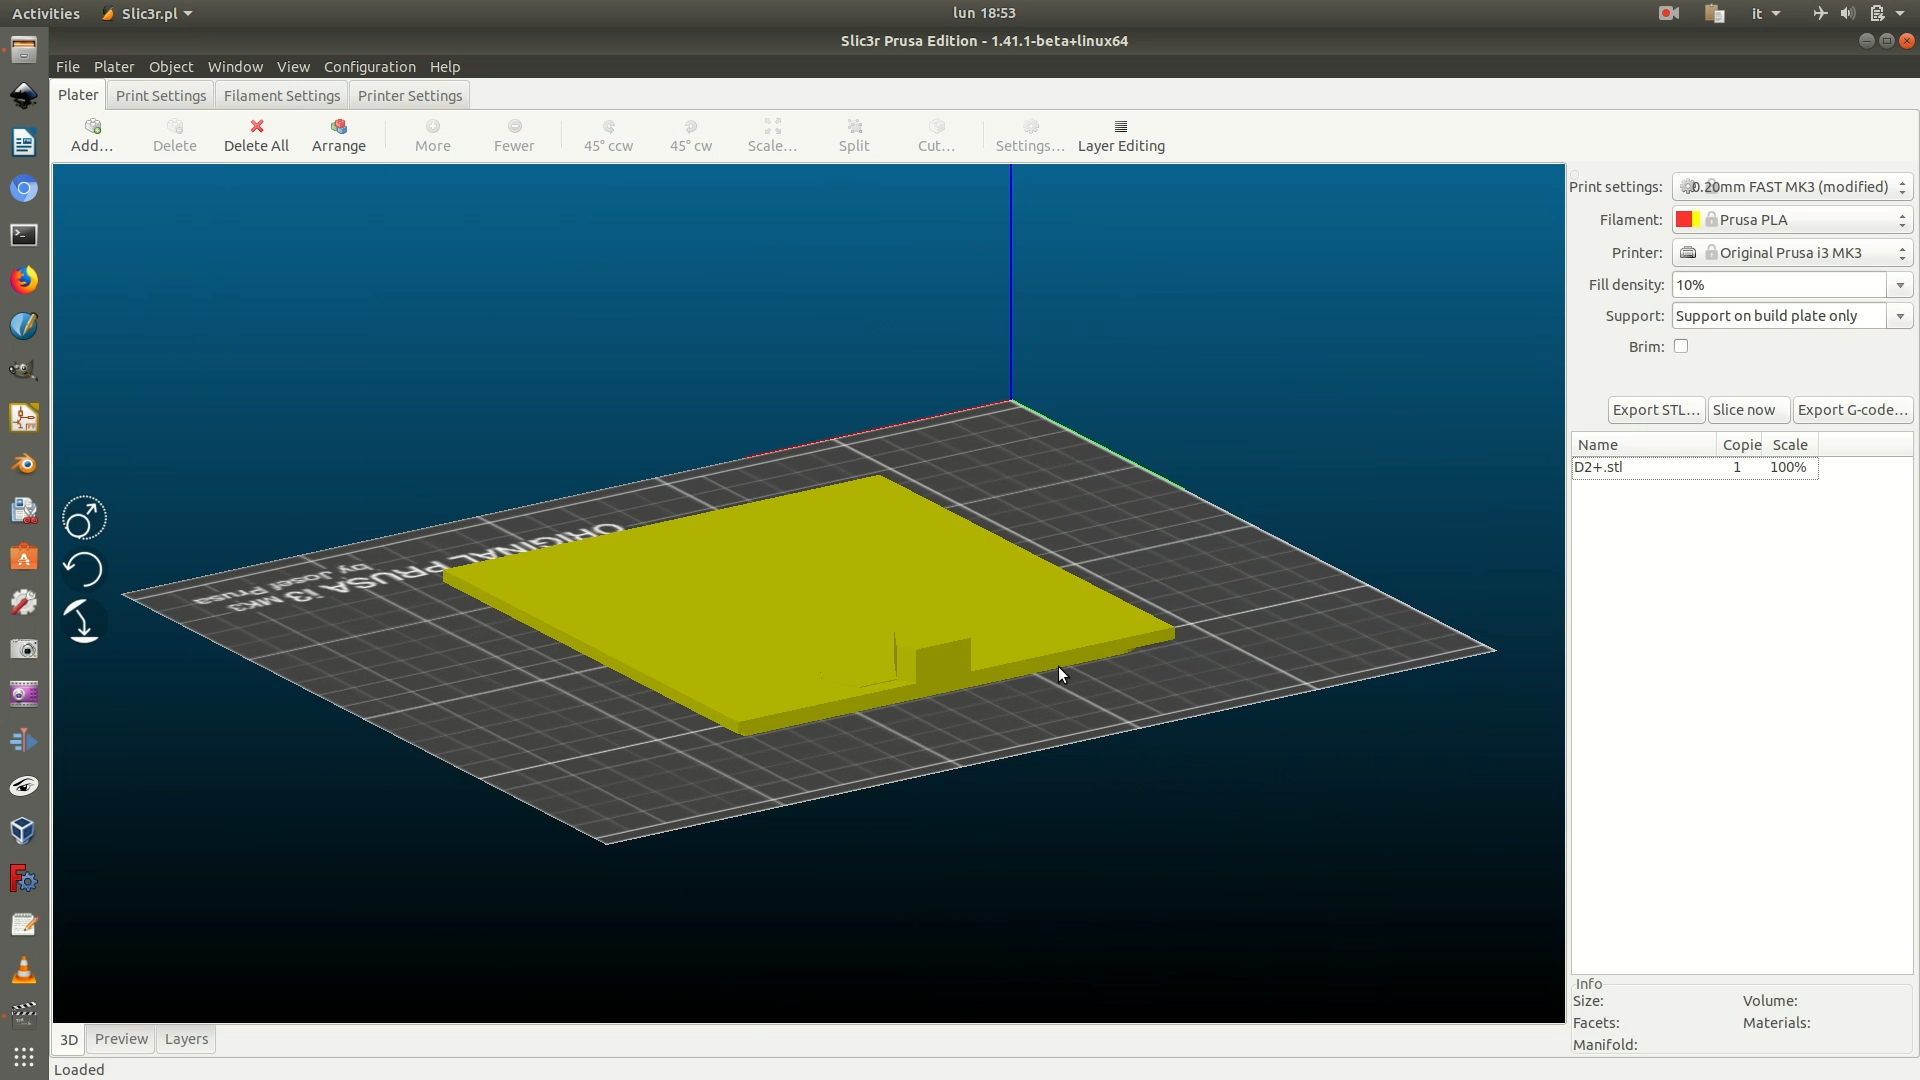 Activities Slic3r.pl lun 18:53 it
Slic3r Prusa Edition - 1.41.1-beta+linux64
File Plater Object Window View Configuration Help
Plater Print Settings Filament Settings Printer Settings
Add... Delete Delete All Arrange More Fewer 45° ccw 45° cw Scale... Split Cut... Settings... Layer Editing
Print settings: 0.20mm FAST MK3 (modified)
Filament: Prusa PLA
Printer: Original Prusa i3 MK3
Fill density: 10%
Support: Support on build plate only
Brim:
Export STL... Slice now Export G-code...
Name Copie Scale
D2+.stl 1 100%
ORIGINAL PRUSA i3 MK3
by Josef Prusa
Info
Size: Volume:
Facets: Materials:
Manifold:
3D Preview Layers
Loaded